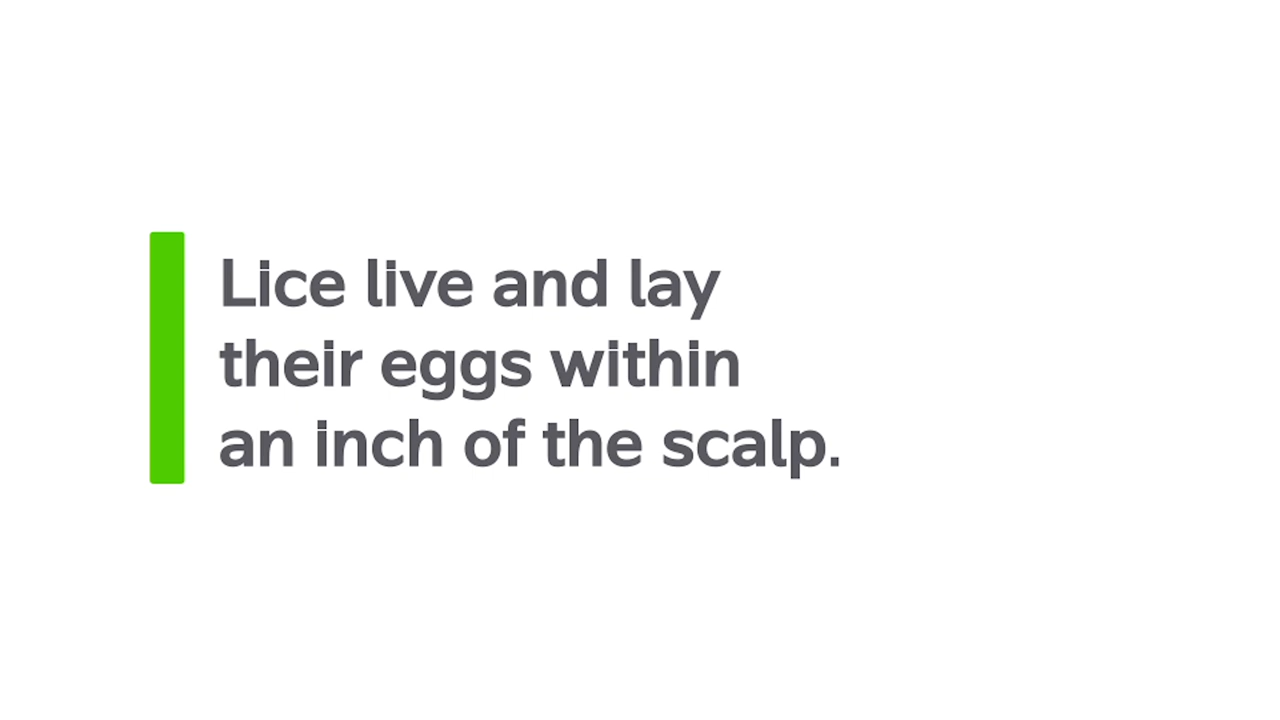 Lice live and lay
their eggs within
an inch of the scalp.